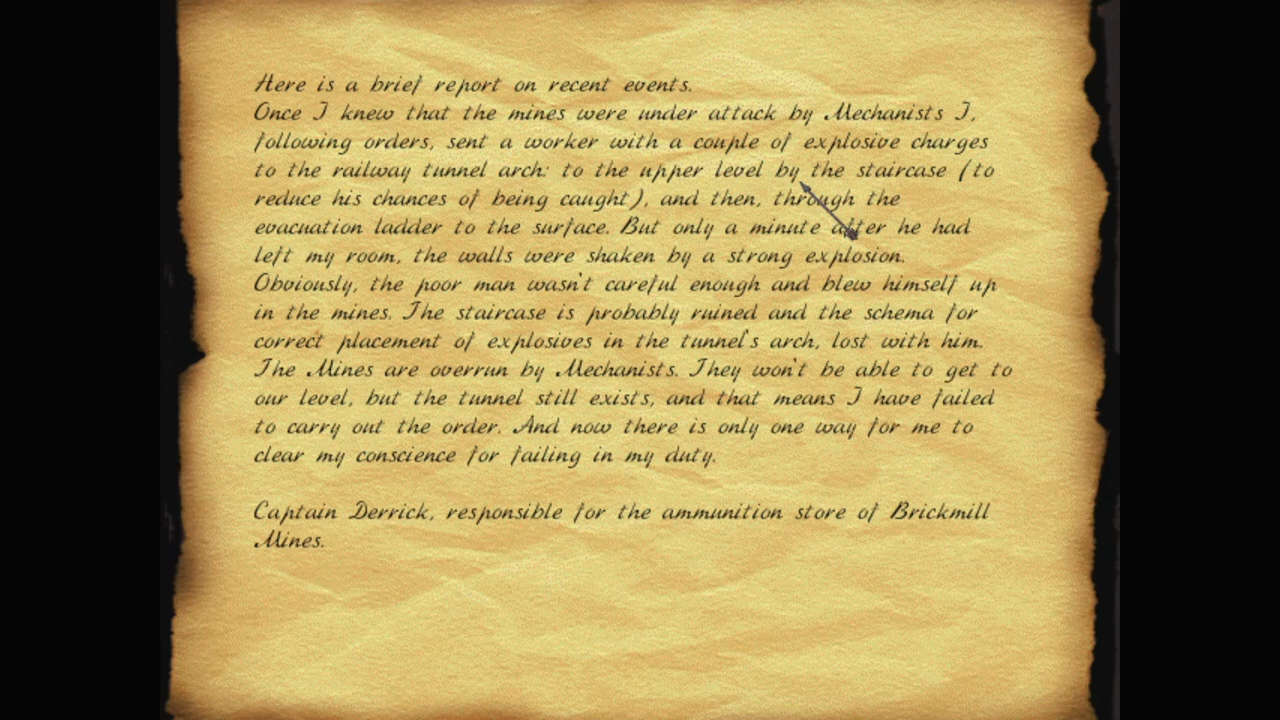 Here is a brief report on recent events.
Once I knew that the mines were under attack by Mechanists I,
following orders, sent a worker with a couple of explosive charges
to the railway tunnel arch: to the upper level by the staircase (to
reduce his chances of being caught), and then, through the
evacuation ladder to the surface. But only a minute after he had
left my room, the walls were shaken by a strong explosion.
Obviously, the poor man wasn't careful enough and blew himself up
in the mines. The staircase is probably ruined and the schema for
correct placement of explosives in the tunnel's arch, lost with him.
The Mines are overrun by Mechanists. They won't be able to get to
our level, but the tunnel still exists, and that means I have failed
to carry out the order. And now there is only one way for me to
clear my conscience for failing in my duty.
Captain Derrick, responsible for the ammunition store of Brickmill
Mines.